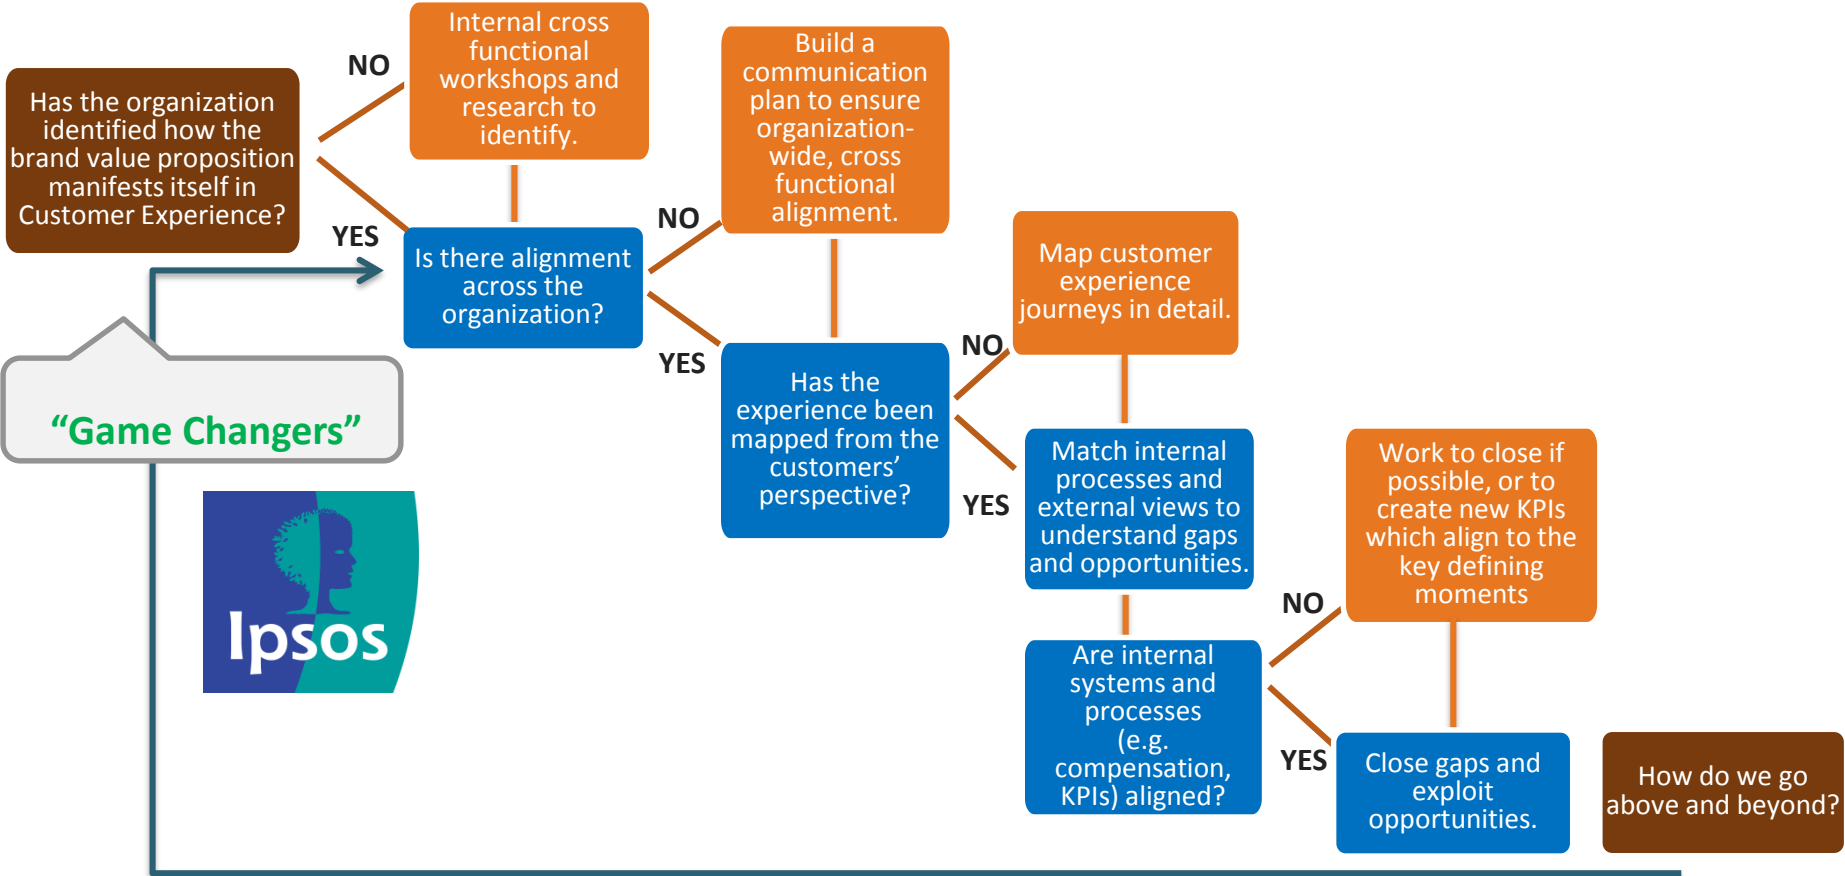 Has the organization
identified how the
brand value proposition
manifests itself in
Customer Experience?
NO
YES
Internal cross
functional
workshops and
research to
identify.
Is there alignment
across the
organization?
NO
YES
Build a
communication
plan to ensure
organization-
wide, cross
functional
alignment.
Has the
experience been
mapped from the
customers’
perspective?
NO
YES
Map customer
experience
journeys in detail.
Match internal
processes and
external views to
understand gaps
and opportunities.
Are internal
systems and
processes
(e.g.
compensation,
KPIs) aligned?
NO
YES
Work to close if
possible, or to
create new KPIs
which align to the
key defining
moments
Close gaps and
exploit
opportunities.
How do we go
above and beyond?
“Game Changers”
Ipsos